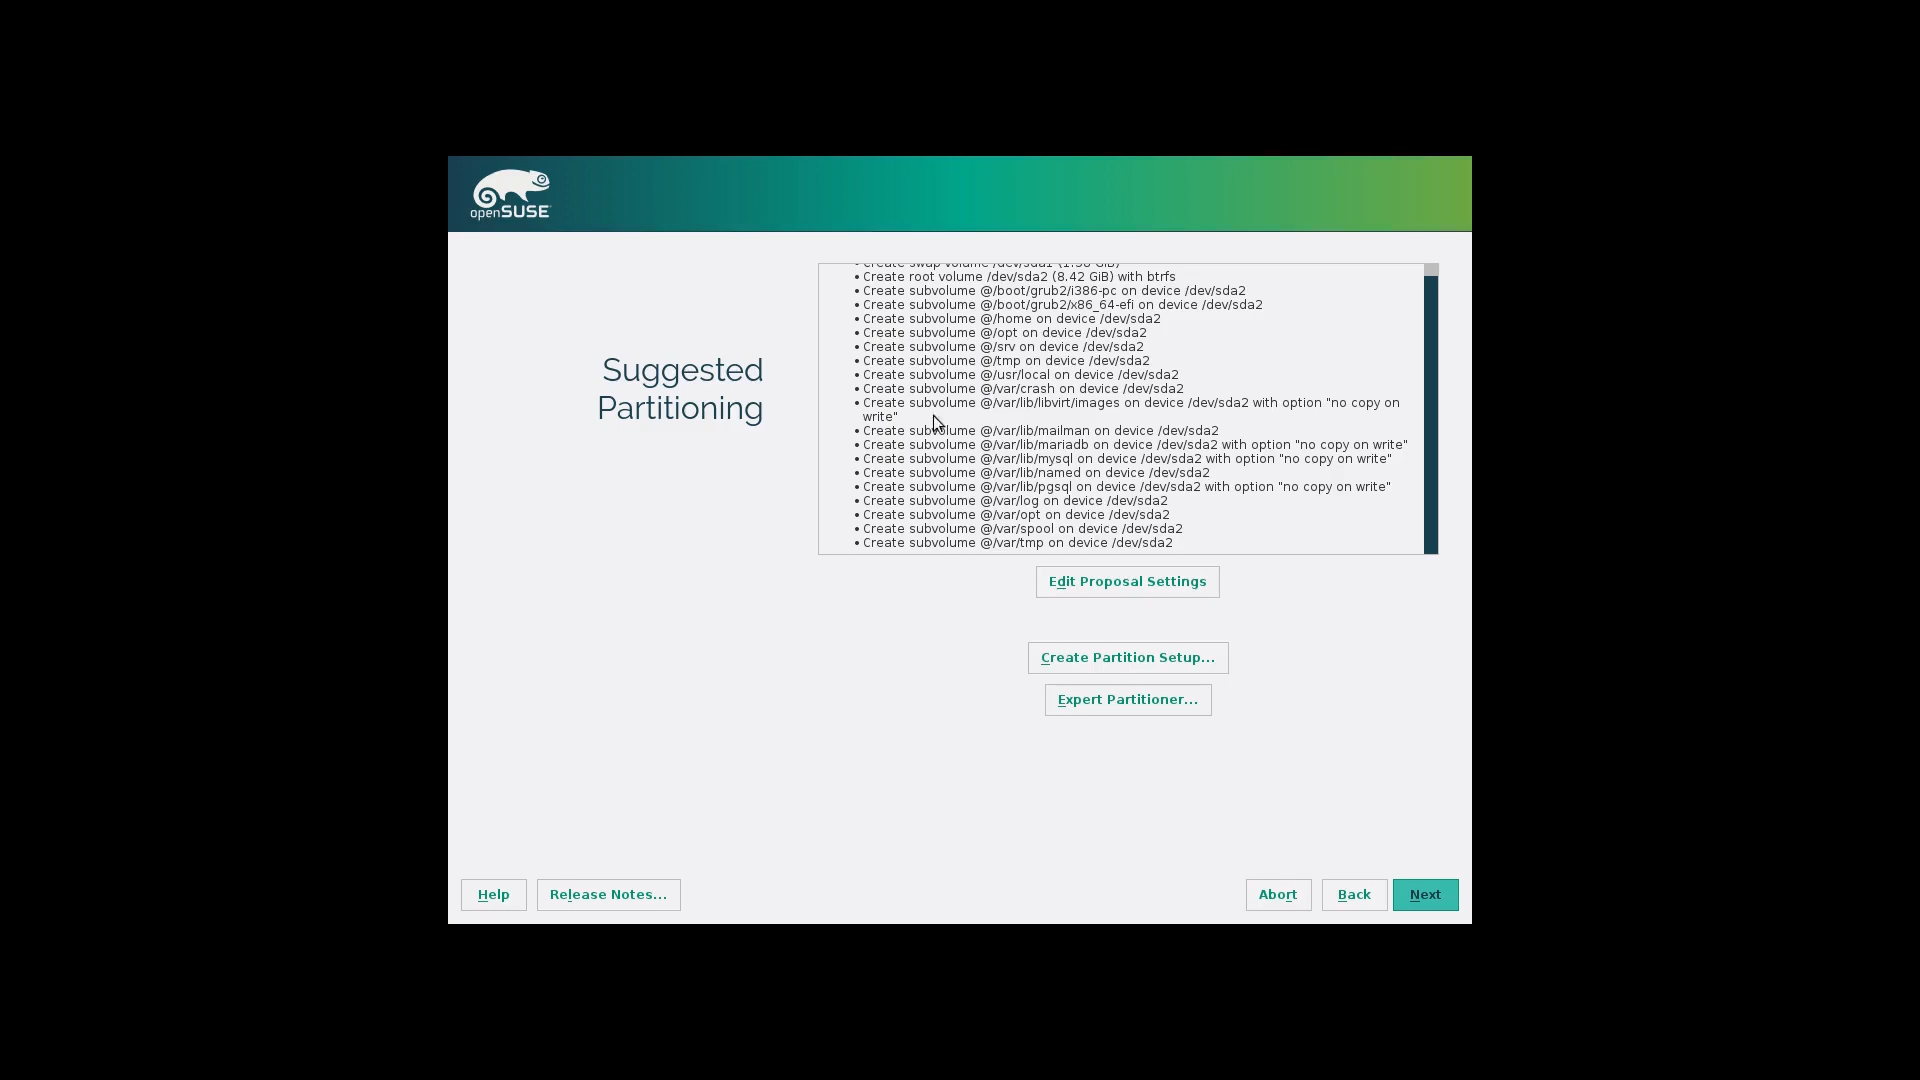 openSUSE
Suggested
Partitioning
• Create root volume /dev/sda2 (8.42 GiB) with btrfs
• Create subvolume @/boot/grub2/i386-pc on device /dev/sda2
• Create subvolume @/boot/grub2/x86_64-efi on device /dev/sda2
• Create subvolume @/home on device /dev/sda2
• Create subvolume @/opt on device /dev/sda2
• Create subvolume @/srv on device /dev/sda2
• Create subvolume @/tmp on device /dev/sda2
• Create subvolume @/usr/local on device /dev/sda2
• Create subvolume @/var/crash on device /dev/sda2
• Create subvolume @/var/lib/libvirt/images on device /dev/sda2 with option "no copy on
write"
• Create subvolume @/var/lib/mailman on device /dev/sda2
• Create subvolume @/var/lib/mariadb on device /dev/sda2 with option "no copy on write"
• Create subvolume @/var/lib/mysql on device /dev/sda2 with option "no copy on write"
• Create subvolume @/var/lib/named on device /dev/sda2
• Create subvolume @/var/lib/pgsql on device /dev/sda2 with option "no copy on write"
• Create subvolume @/var/log on device /dev/sda2
• Create subvolume @/var/opt on device /dev/sda2
• Create subvolume @/var/spool on device /dev/sda2
• Create subvolume @/var/tmp on device /dev/sda2
Edit Proposal Settings
Create Partition Setup...
Expert Partitioner...
Help
Release Notes...
Abort
Back
Next